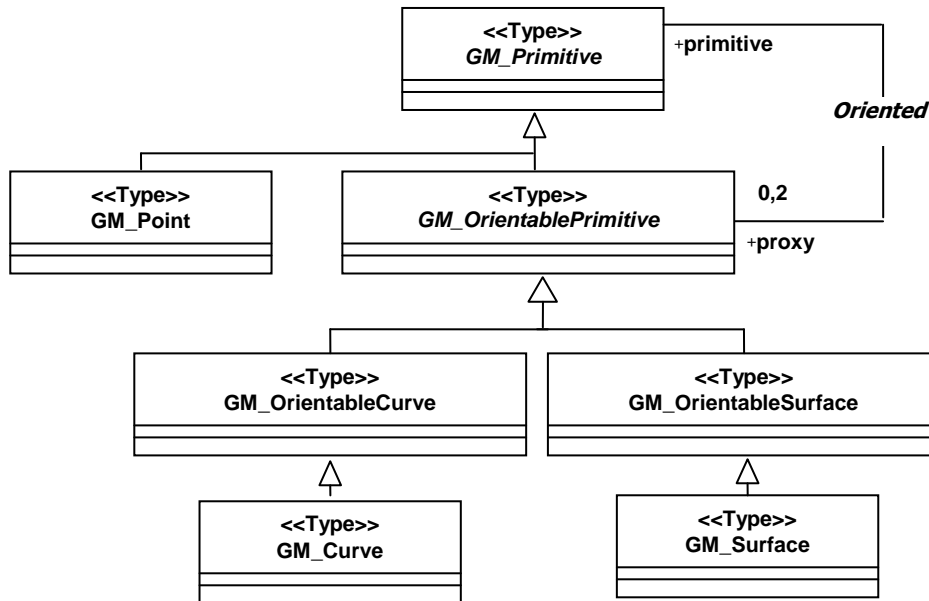 <<Type>>
GM_Primitive
+primitive
Oriented
<<Type>>
GM_Point
<<Type>>
GM_OrientablePrimitive
0,2
+proxy
<<Type>>
GM_OrientableCurve
<<Type>>
GM_OrientableSurface
<<Type>>
GM_Curve
<<Type>>
GM_Surface